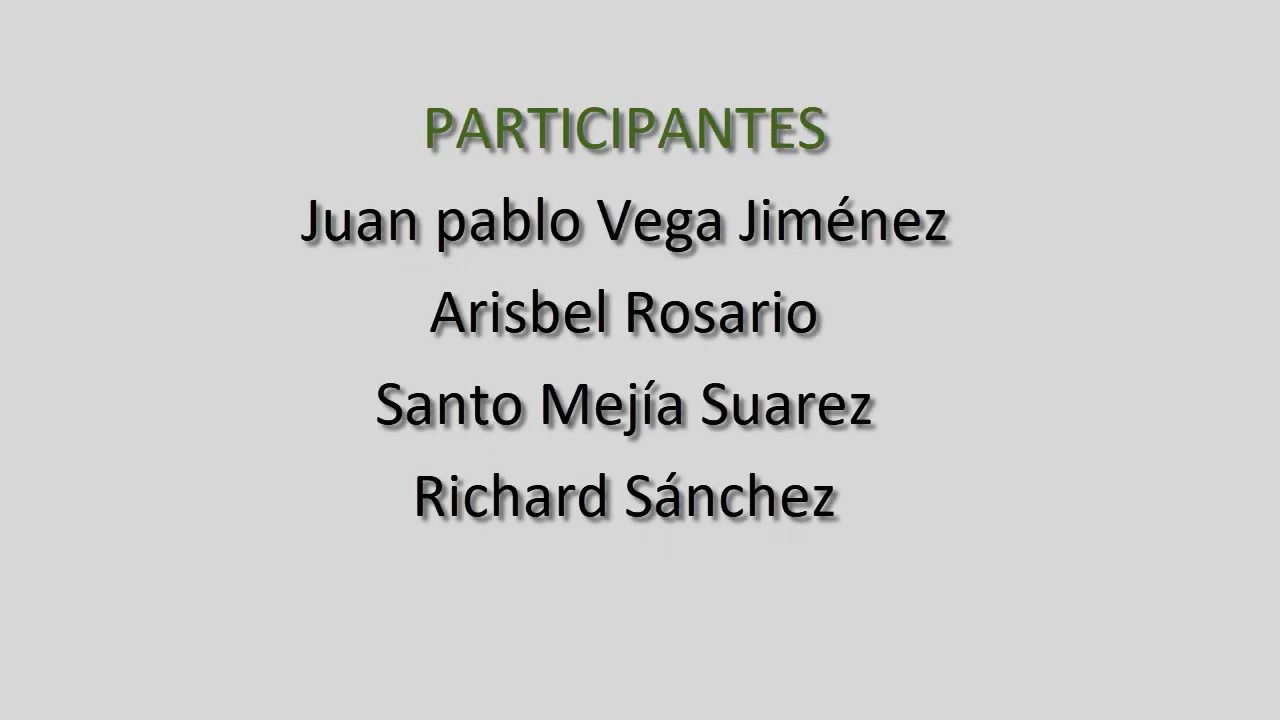 PARTICIPANTES
Juan pablo Vega Jiménez
Arisbel Rosario
Santo Mejía Suarez
Richard Sánchez